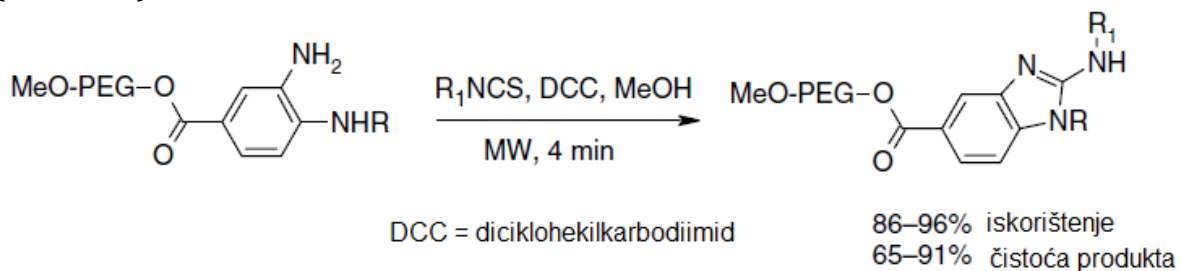 MeO-PEG-O
O
NH2
NHR
R1NCS, DCC, MeOH
MW, 4 min
MeO-PEG-O
O
N
R1
NH
NR
DCC = diciklohekilkarbodiimid
86–96% iskorištenje
65–91% čistoća produkta